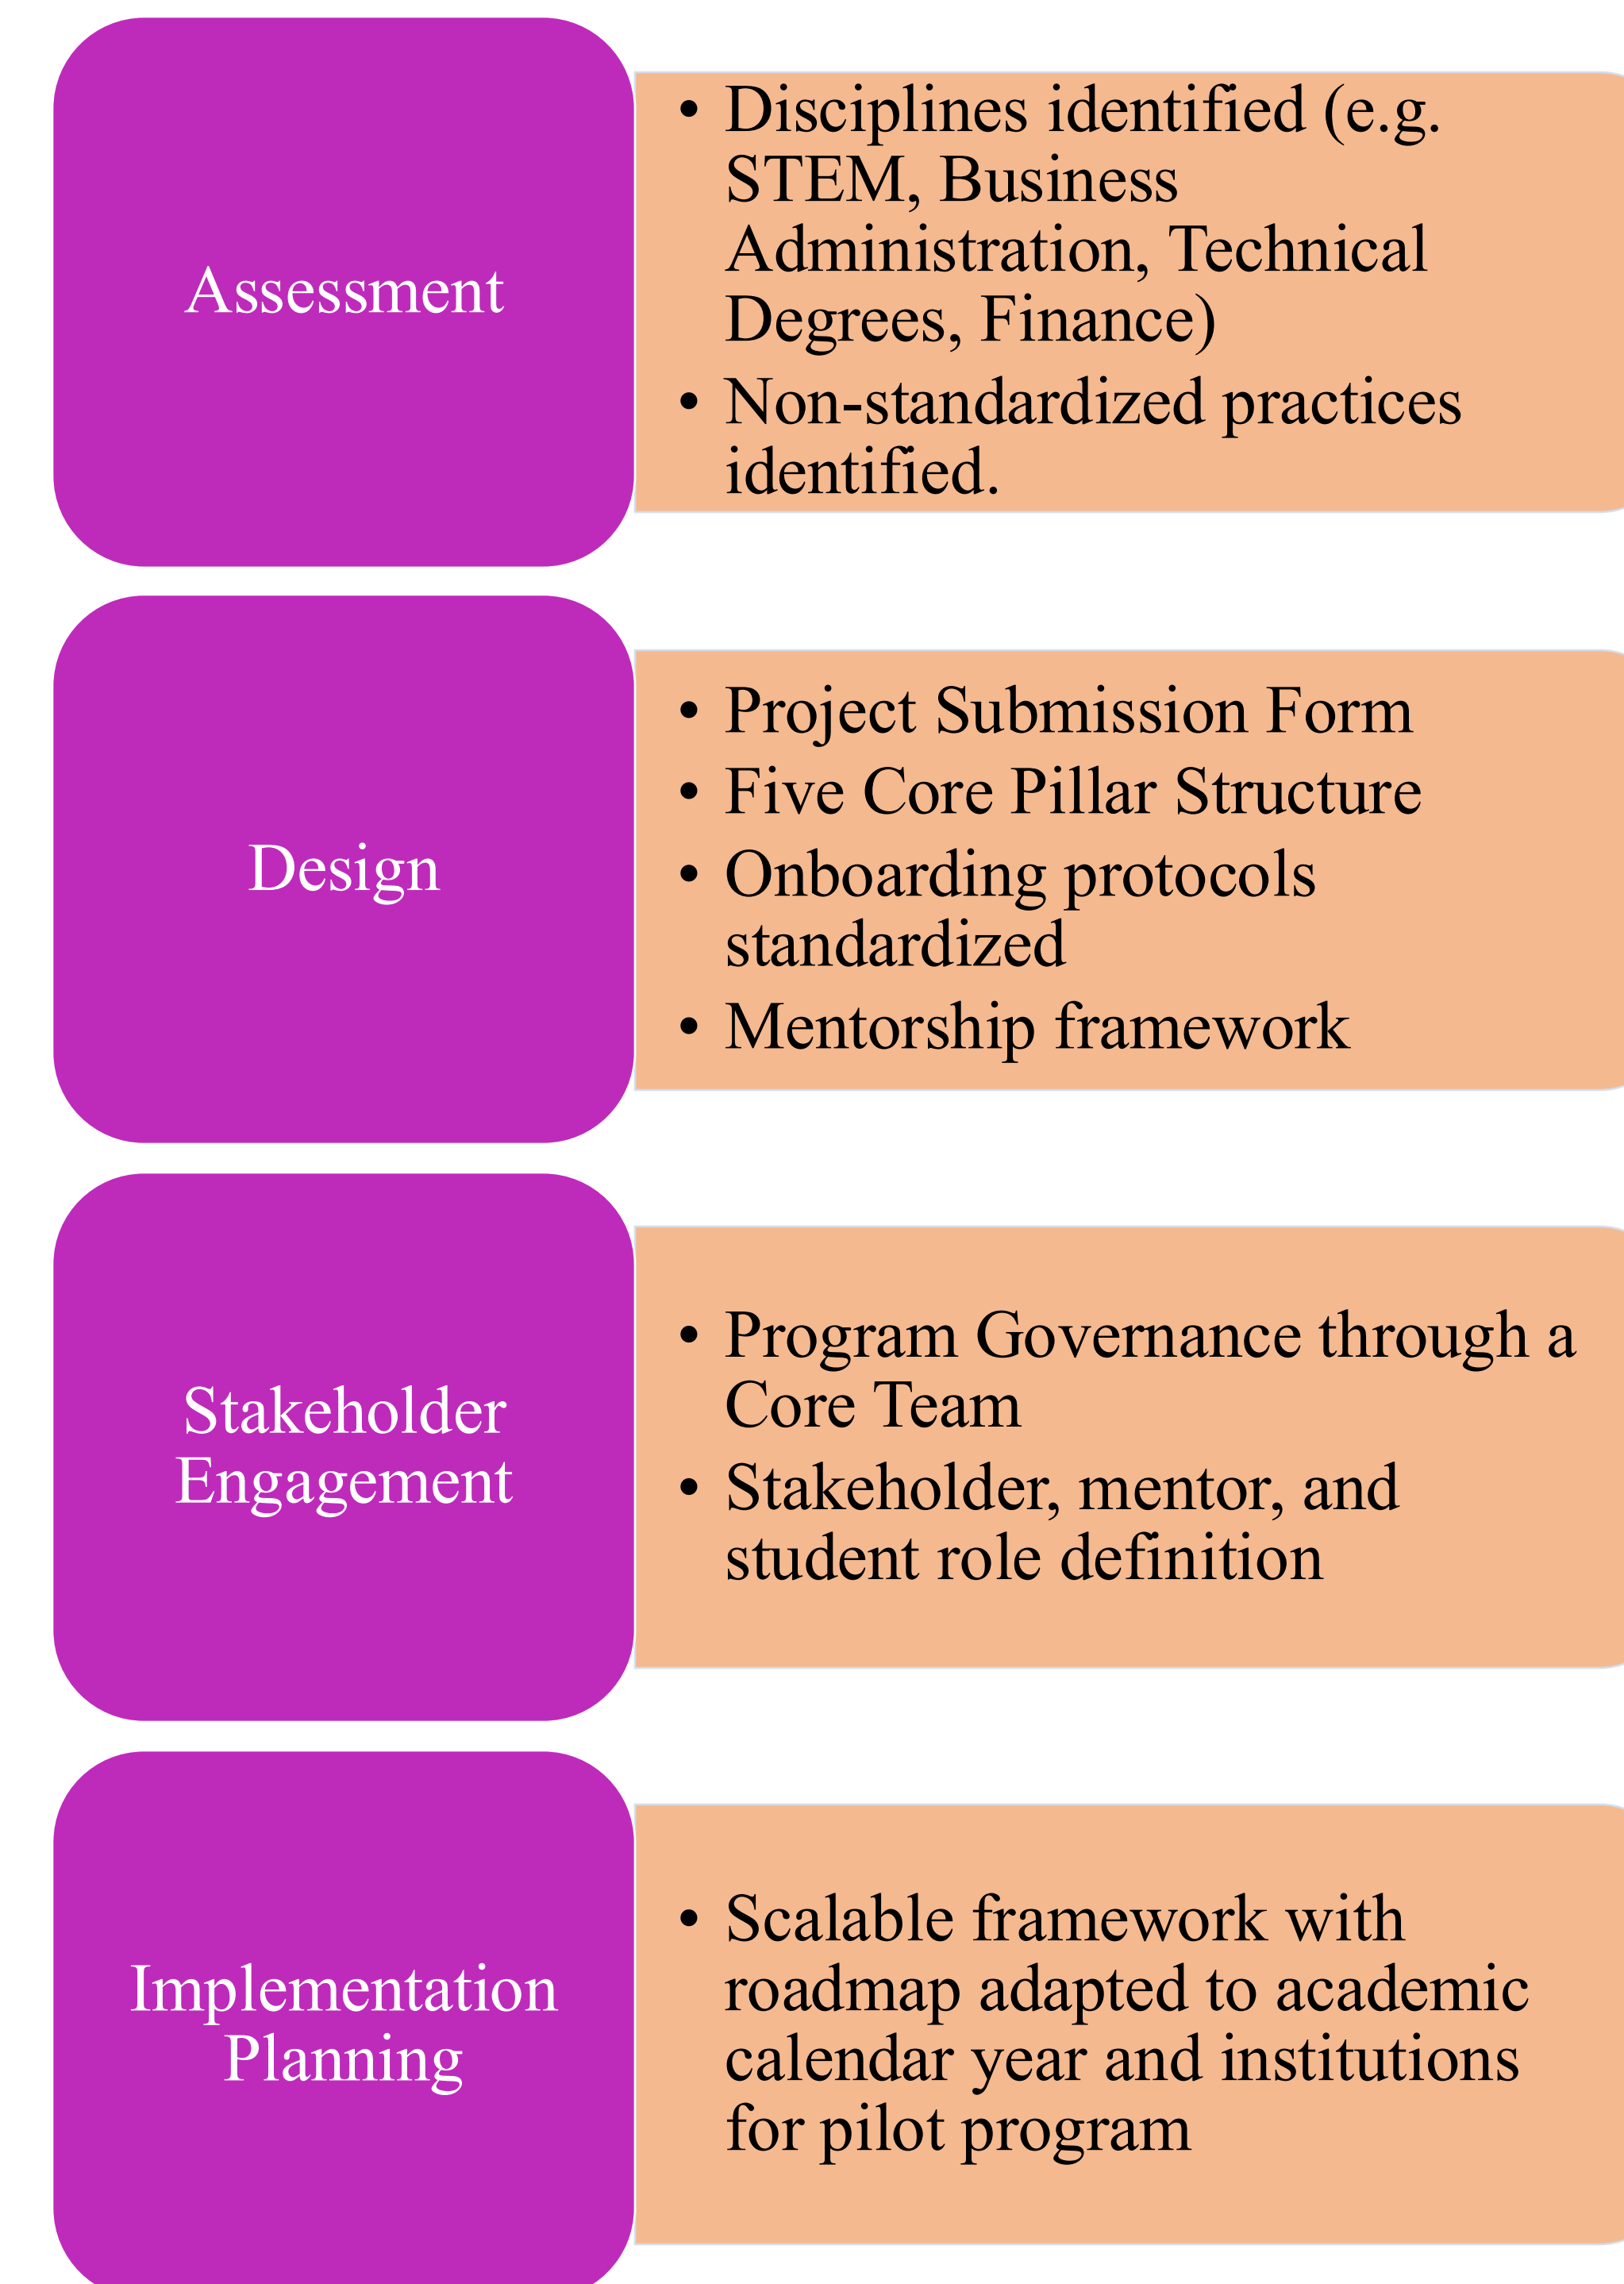 Assessment
• Disciplines identified (e.g.
STEM, Business
Administration, Technical
Degrees, Finance)
• Non-standardized practices
identified.
Design
• Project Submission Form
• Five Core Pillar Structure
• Onboarding protocols
standardized
• Mentorship framework
Stakeholder
Engagement
• Program Governance through a
Core Team
• Stakeholder, mentor, and
student role definition
Implementation
Planning
• Scalable framework with
roadmap adapted to academic
calendar year and institutions
for pilot program